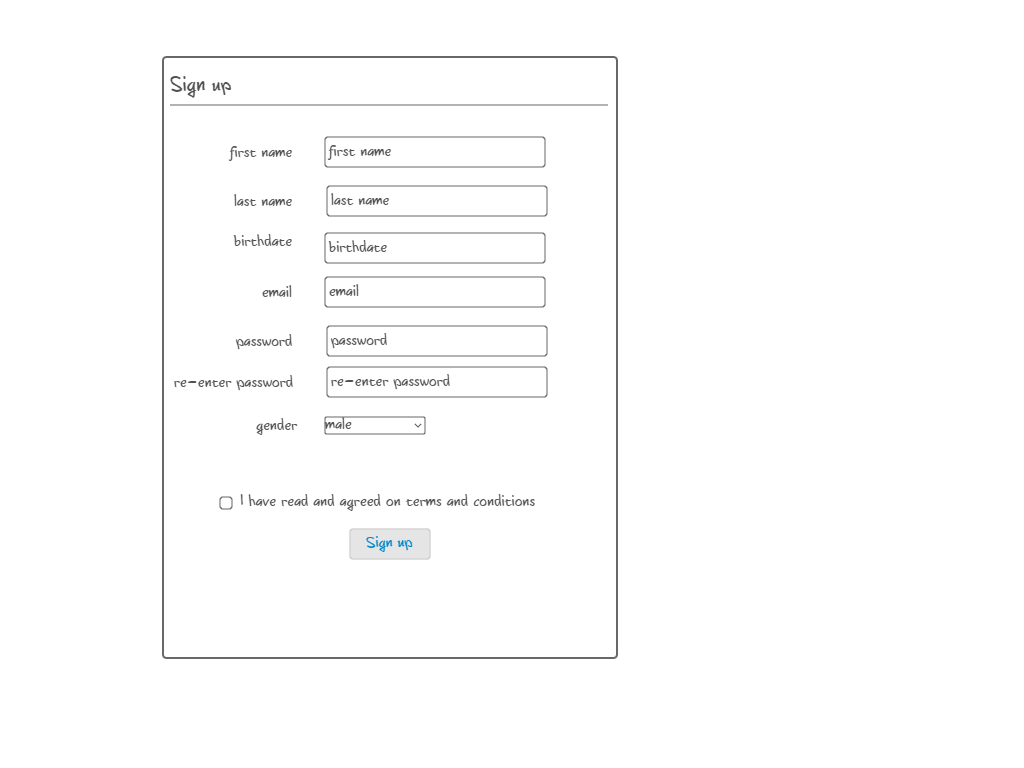 Sign up
first name first name
last name last name
birthdate birthdate
email email
password password
re-enter password re-enter password
gender male
I have read and agreed on terms and conditions
Sign up